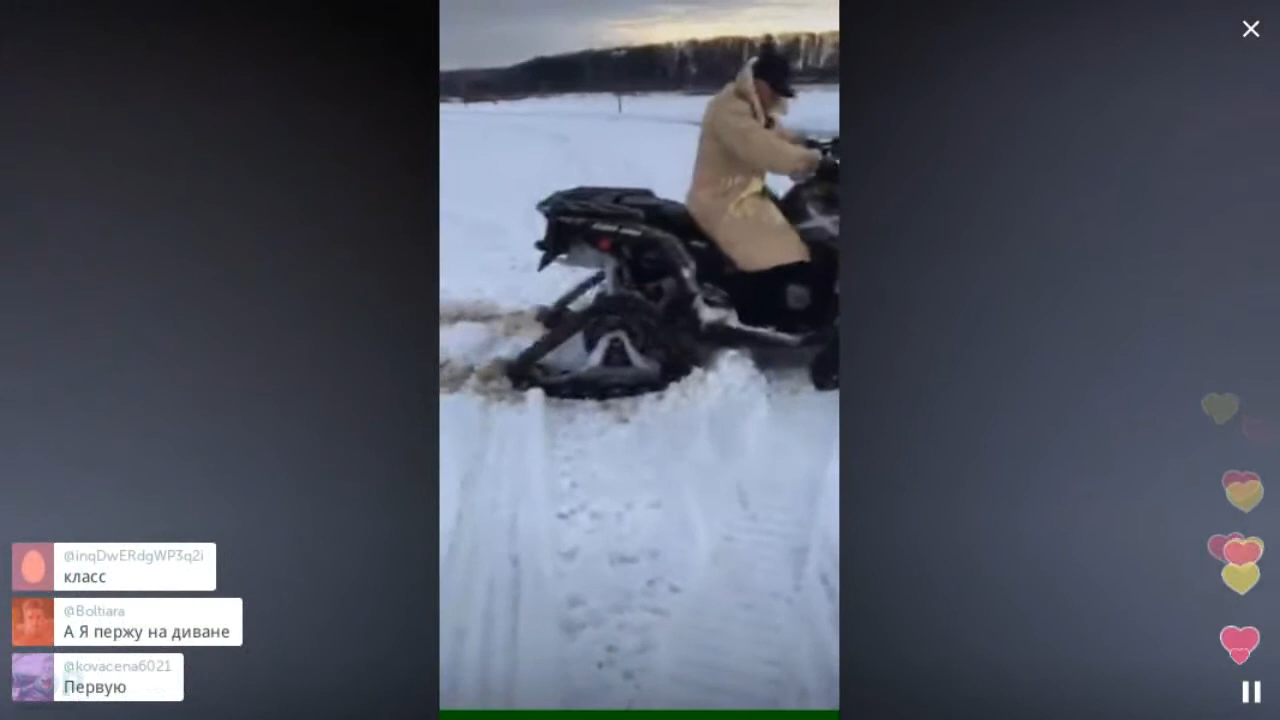 @inqDwERdgWP3q2i
класс
@Boltiara
А Я пержу на диване
@kovacena6021
Первую